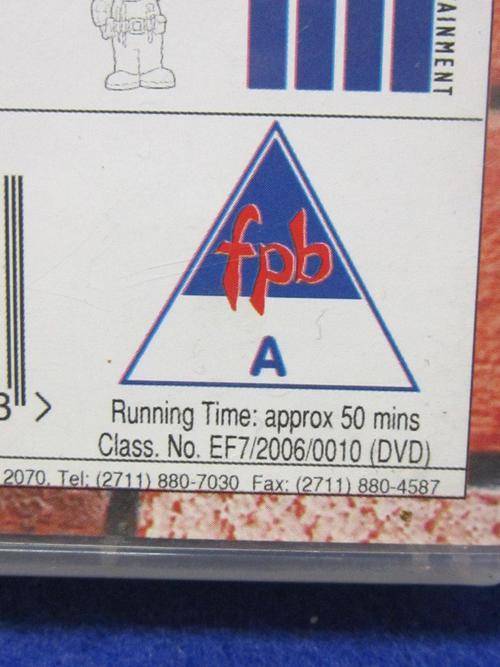 AINMENT
fpb
A
3 >
Running Time: approx 50 mins
Class. No. EF7/2006/0010 (DVD)
2070, Tel: (2711) 880-7030 Fax: (2711) 880-4587